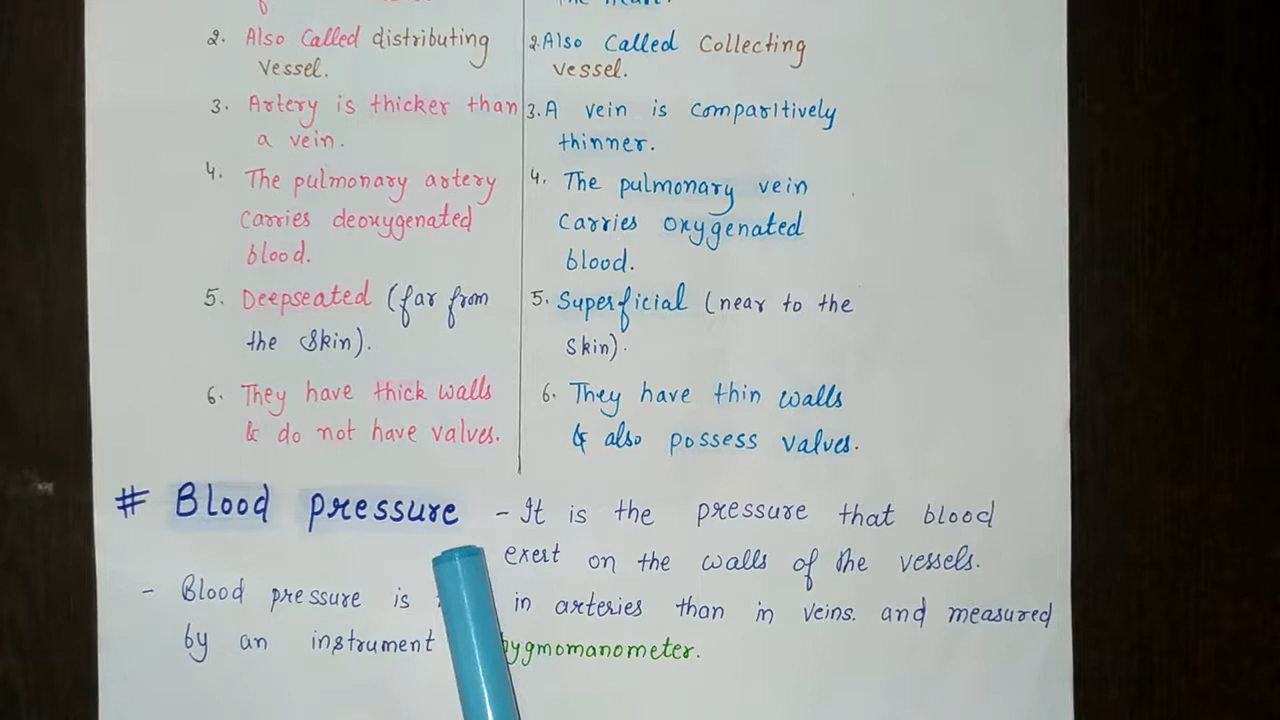 2. Also Called distributing
vessel.
3. Artery is thicker than
a vein.
4. The pulmonary artery
carries deoxygenated
blood.
5. Deepseated (far from
the Skin).
6. They have thick walls
& do not have valves.
the heart.
2. Also Called Collecting
vessel.
3. A vein is comparitively
thinner.
4. The pulmonary vein
carries oxygenated
blood.
5. Superficial (near to the
skin).
6. They have thin walls
& also possess valves.
# Blood pressure - It is the pressure that blood
exert on the walls of the vessels.
- Blood pressure is in arteries than in veins. and measured
by an instrument ygmomanometer.